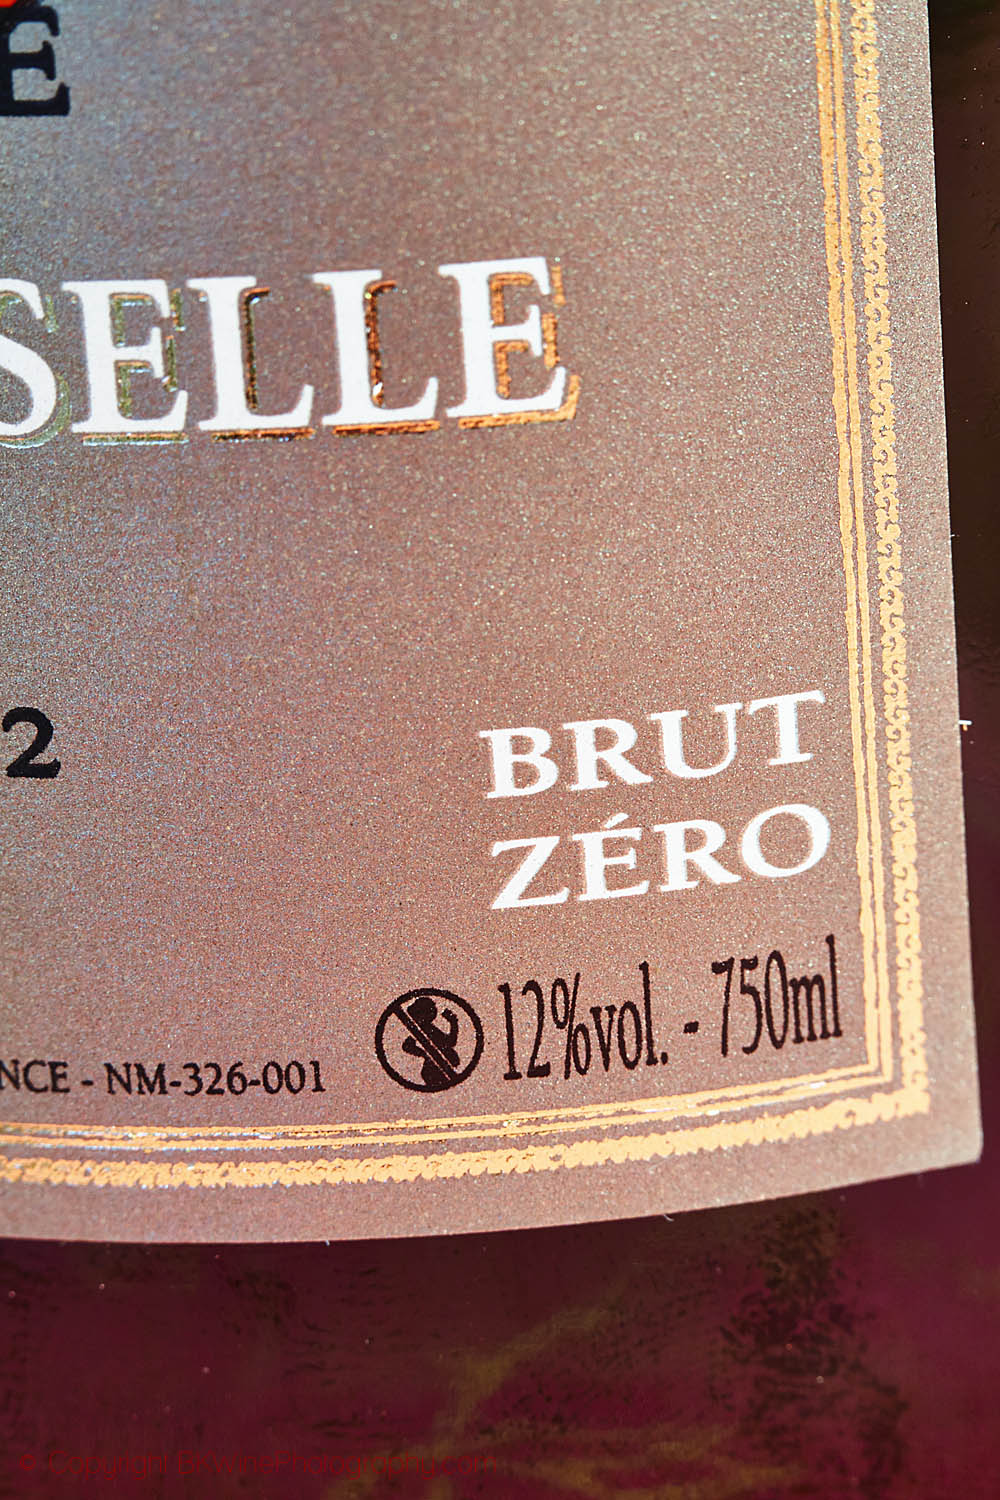 E
SELLE
2
BRUT
ZÉRO
12%vol. - 750ml
NCE - NM-326-001
© Copyright BKWinePhotography.com